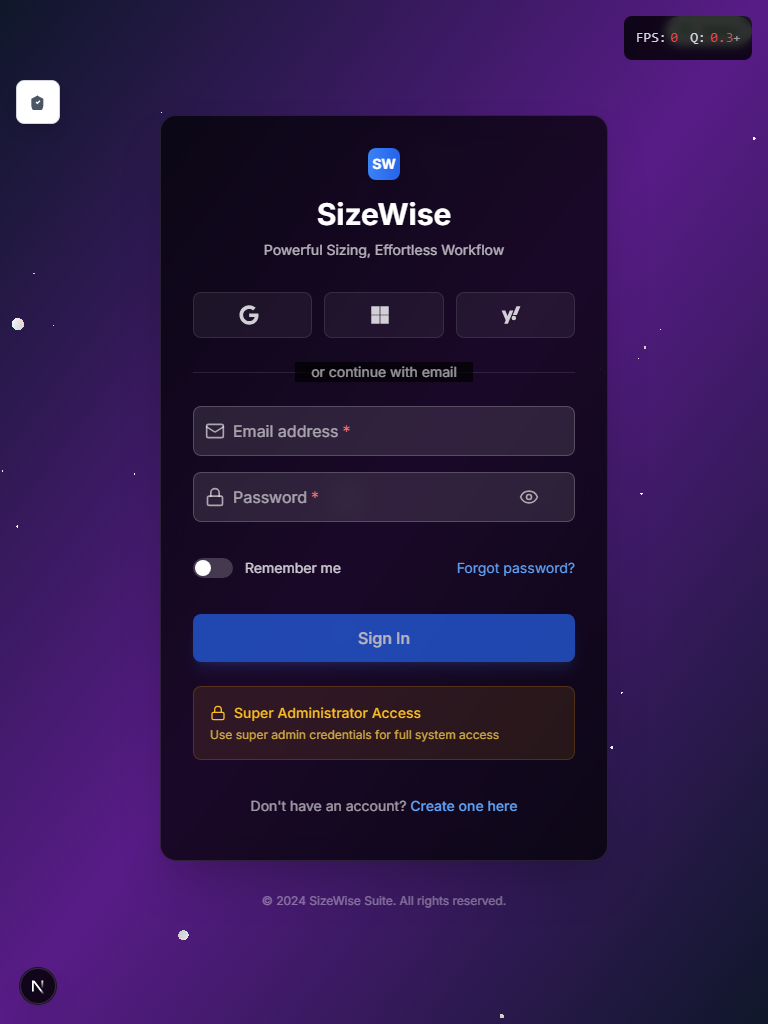 FPS: 0 Q: 0.3+
SW
SizeWise
Powerful Sizing, Effortless Workflow
G
y!
or continue with email
Email address *
Password *
Remember me
Forgot password?
Sign In
Super Administrator Access
Use super admin credentials for full system access
Don't have an account? Create one here
© 2024 SizeWise Suite. All rights reserved.
N